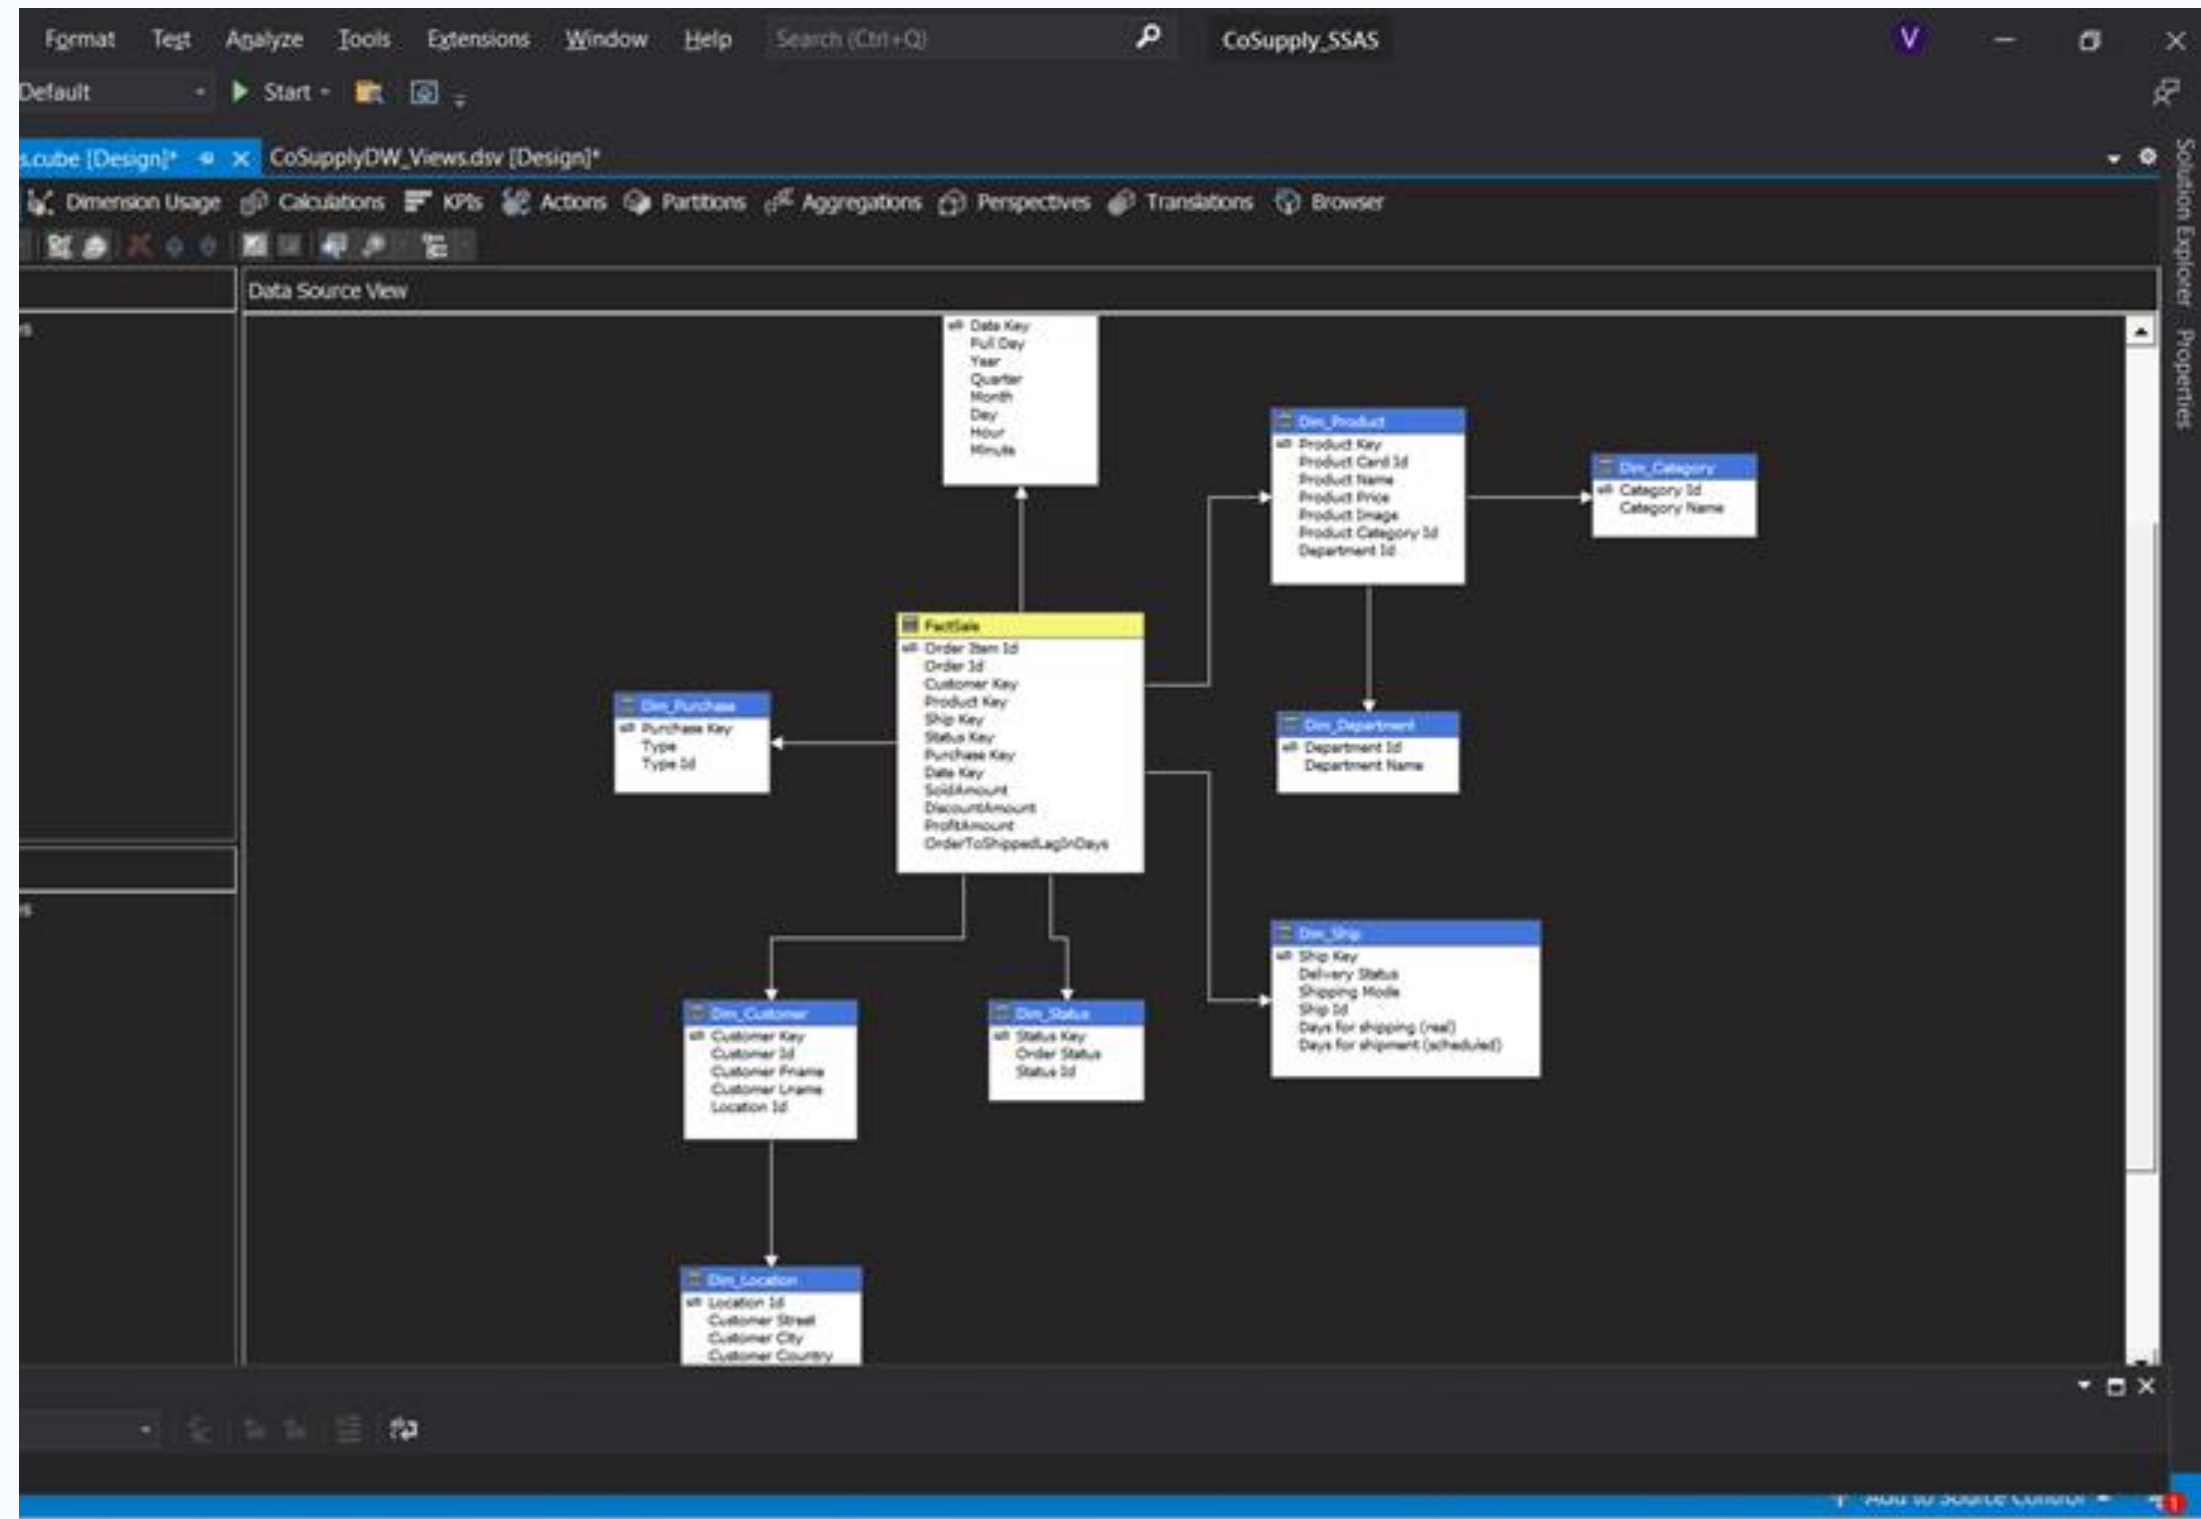 Format Test Analyze Tools Extensions Window Help Search (Ctrl+Q) CoSupply_SSAS V
Default Start
s.cube [Design]* CoSupplyDW_Views.dsv [Design]*
Dimension Usage Calculations KPIs Actions Partitions Aggregations Perspectives Translations Browser
Data Source View
Date Key
Full Day
Year
Quarter
Month
Day
Hour
Minute
Dim_Product
Product Key
Product Card Id
Product Name
Product Price
Product Image
Product Category Id
Department Id
Dim_Category
Category Id
Category Name
FactSale
Order Item Id
Order Id
Customer Key
Product Key
Ship Key
Status Key
Purchase Key
Date Key
SoldAmount
DiscountAmount
ProfitAmount
OrderToShippedLagInDays
Dim_Purchase
Purchase Key
Type
Type Id
Dim_Department
Department Id
Department Name
Dim_Ship
Ship Key
Delivery Status
Shipping Mode
Ship Id
Days for shipping (real)
Days for shipment (scheduled)
Dim_Customer
Customer Key
Customer Id
Customer Fname
Customer Lname
Location Id
Dim_Status
Status Key
Order Status
Status Id
Dim_Location
Location Id
Customer Street
Customer City
Customer Country
Solution Explorer
Properties
Add to Source Control
1